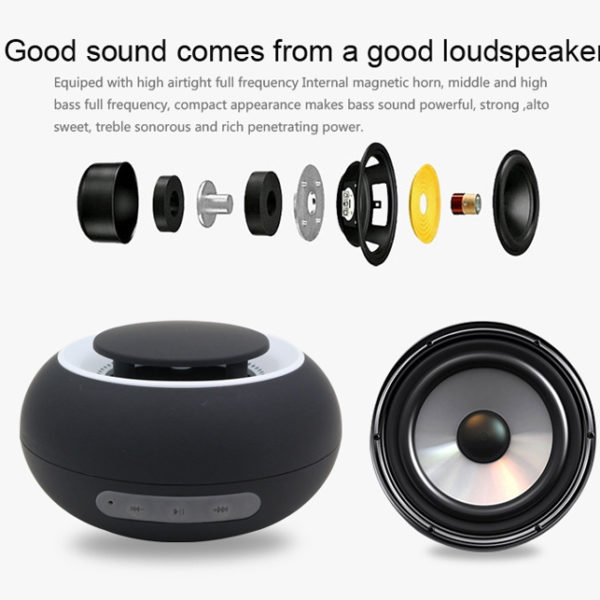 Good sound comes from a good loudspeaker
Equiped with high airtight full frequency Internal magnetic horn, middle and high
bass full frequency, compact appearance makes bass sound powerful, strong ,alto
sweet, treble sonorous and rich penetrating power.